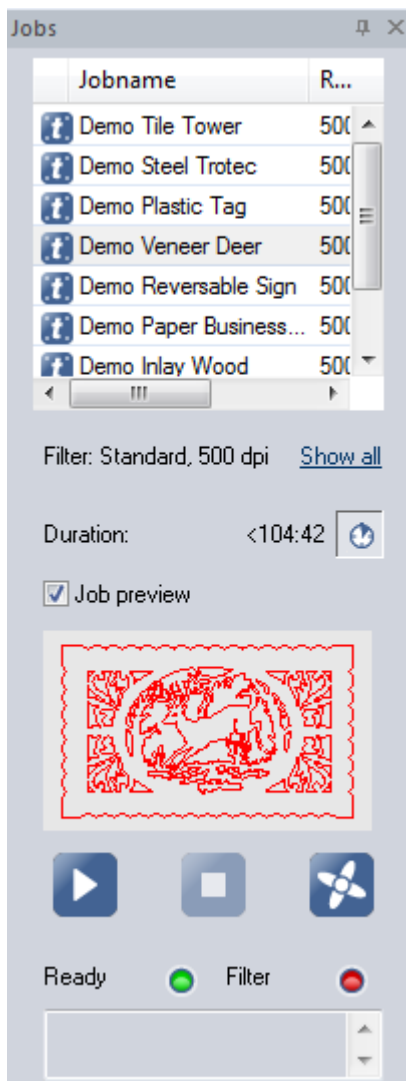 Jobs
Jobname R...
Demo Tile Tower 500
Demo Steel Trotec 500
Demo Plastic Tag 500
Demo Veneer Deer 500
Demo Reversable Sign 500
Demo Paper Business... 500
Demo Inlay Wood 500
Filter: Standard, 500 dpi Show all
Duration: <104:42
Job preview
Ready Filter